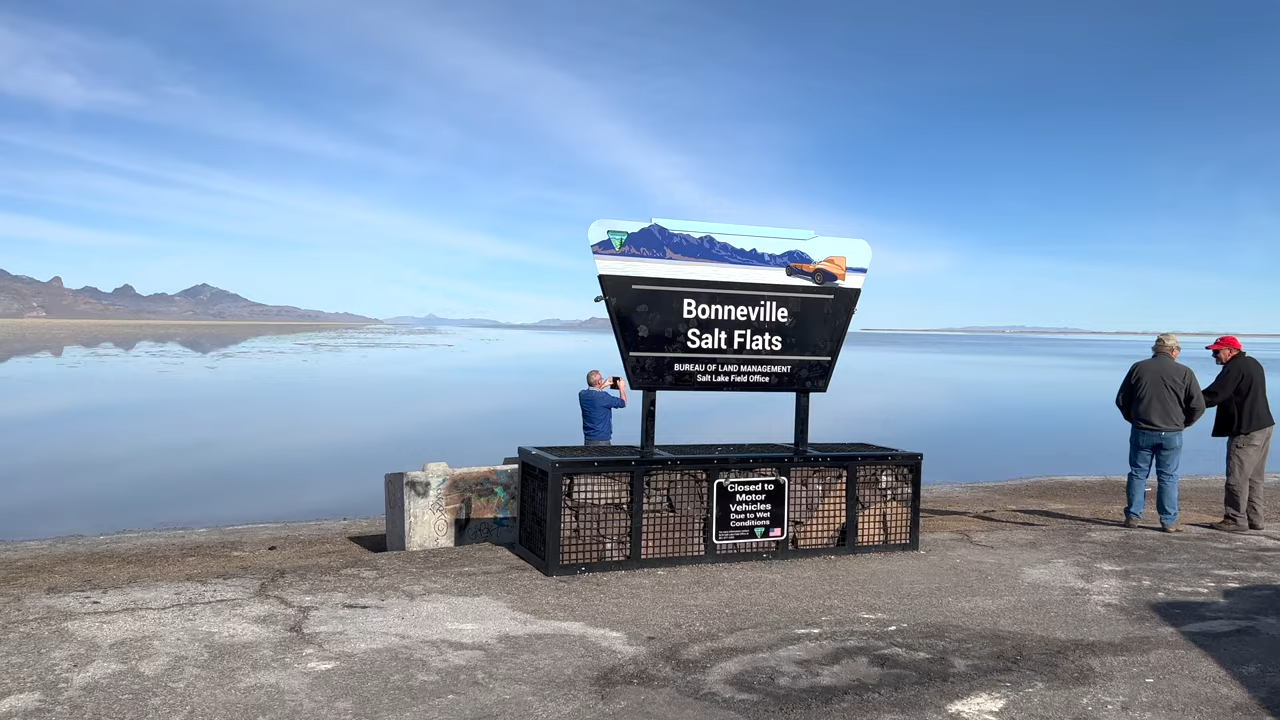 Bonneville
Salt Flats
BUREAU OF LAND MANAGEMENT
Salt Lake Field Office
Closed to
Motor
Vehicles
Due to Wet
Conditions